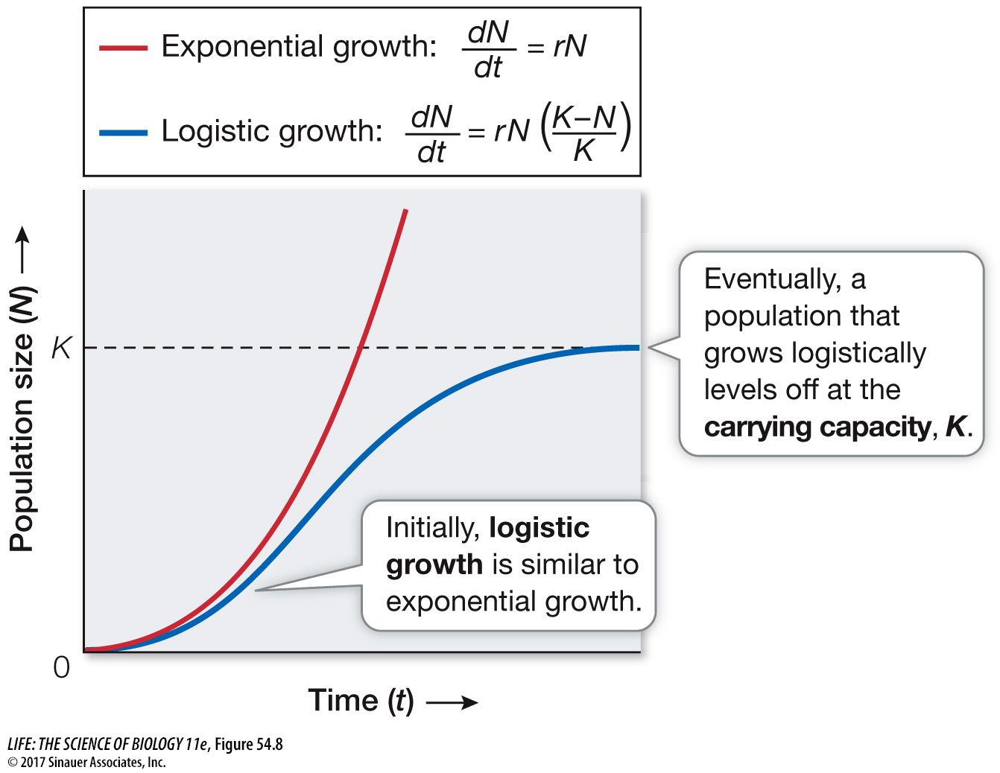 Exponential growth: dN/dt = rN
Logistic growth: dN/dt = rN (K–N/K)
Population size (N)
K
Eventually, a
population that
grows logistically
levels off at the
carrying capacity, K.
Initially, logistic
growth is similar to
exponential growth.
0
Time (t)
LIFE: THE SCIENCE OF BIOLOGY 11e, Figure 54.8
© 2017 Sinauer Associates, Inc.